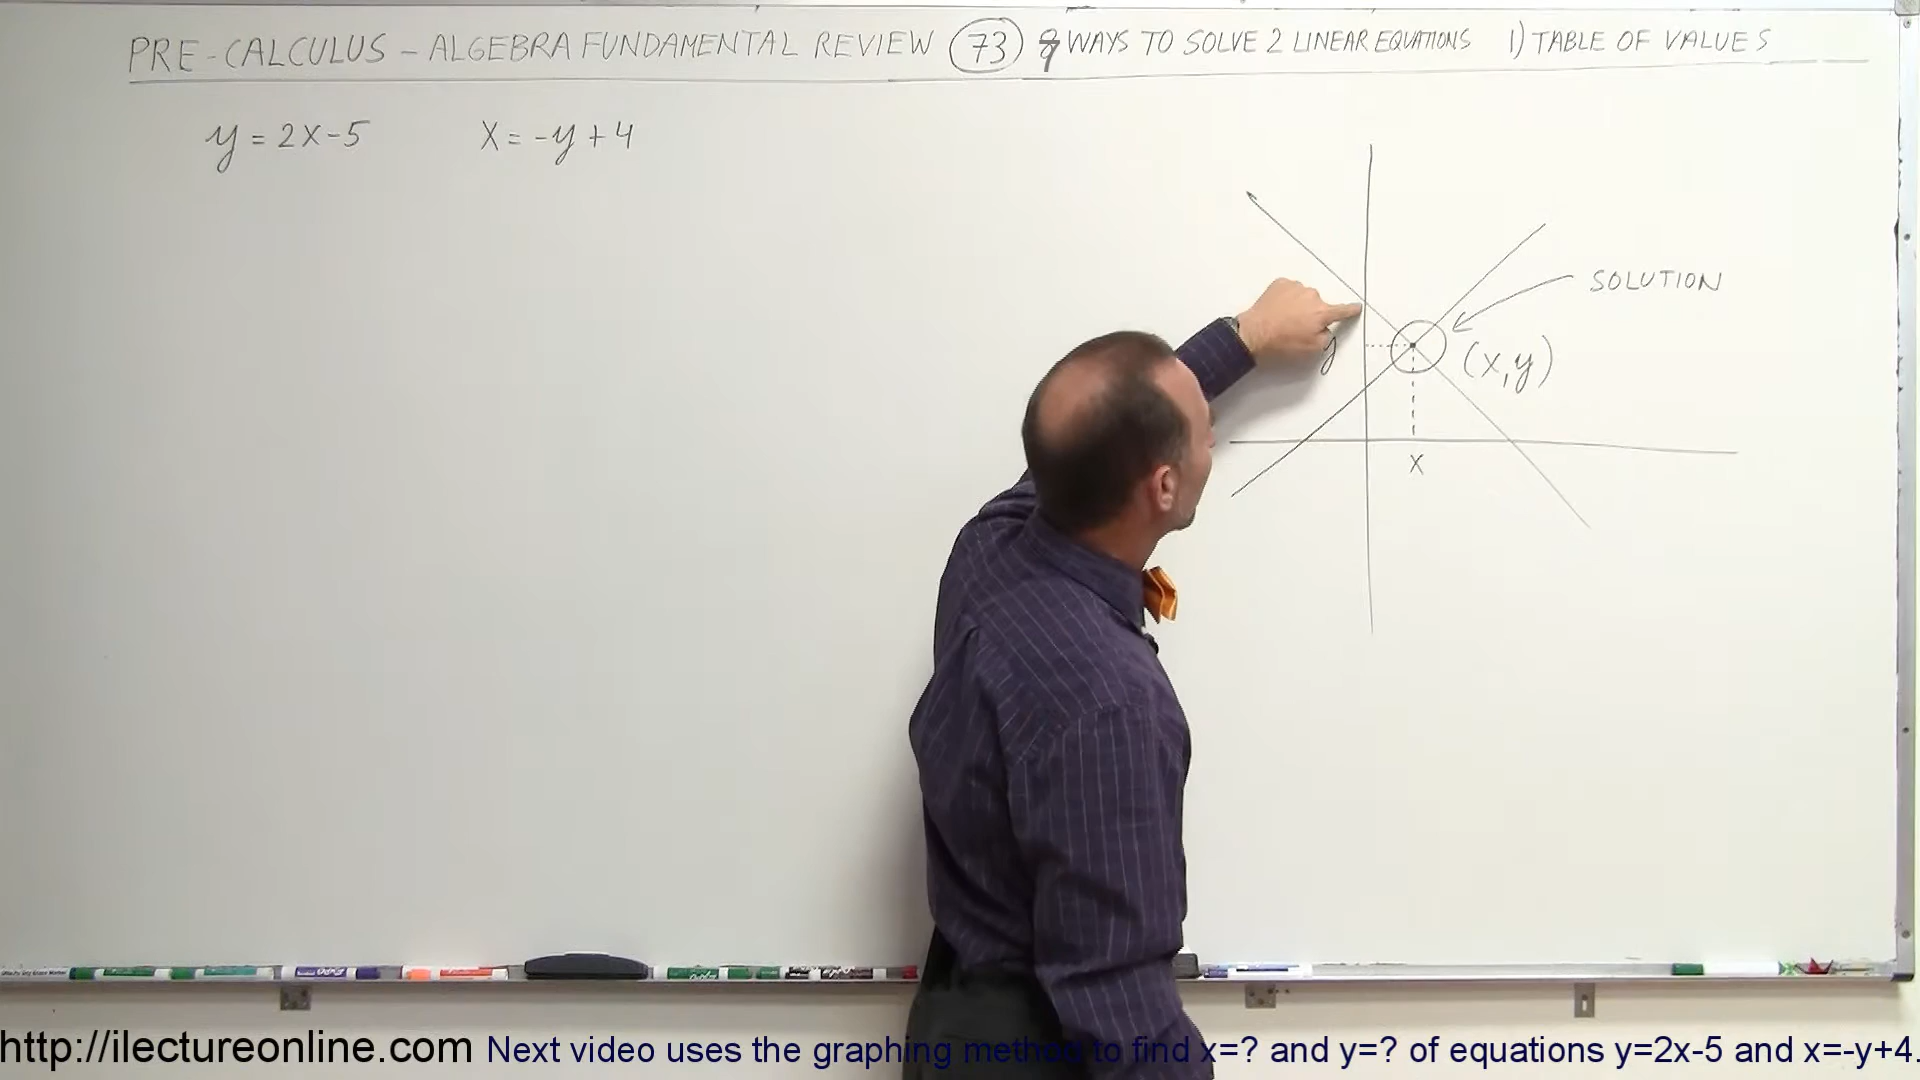 PRE-CALCULUS - ALGEBRA FUNDAMENTAL REVIEW 73 9 WAYS TO SOLVE 2 LINEAR EQUATIONS 1) TABLE OF VALUES
y = 2x-5 x = -y + 4
SOLUTION
y (x,y)
x
http://ilectureonline.com Next video uses the graphing method to find x=? and y=? of equations y=2x-5 and x=-y+4.